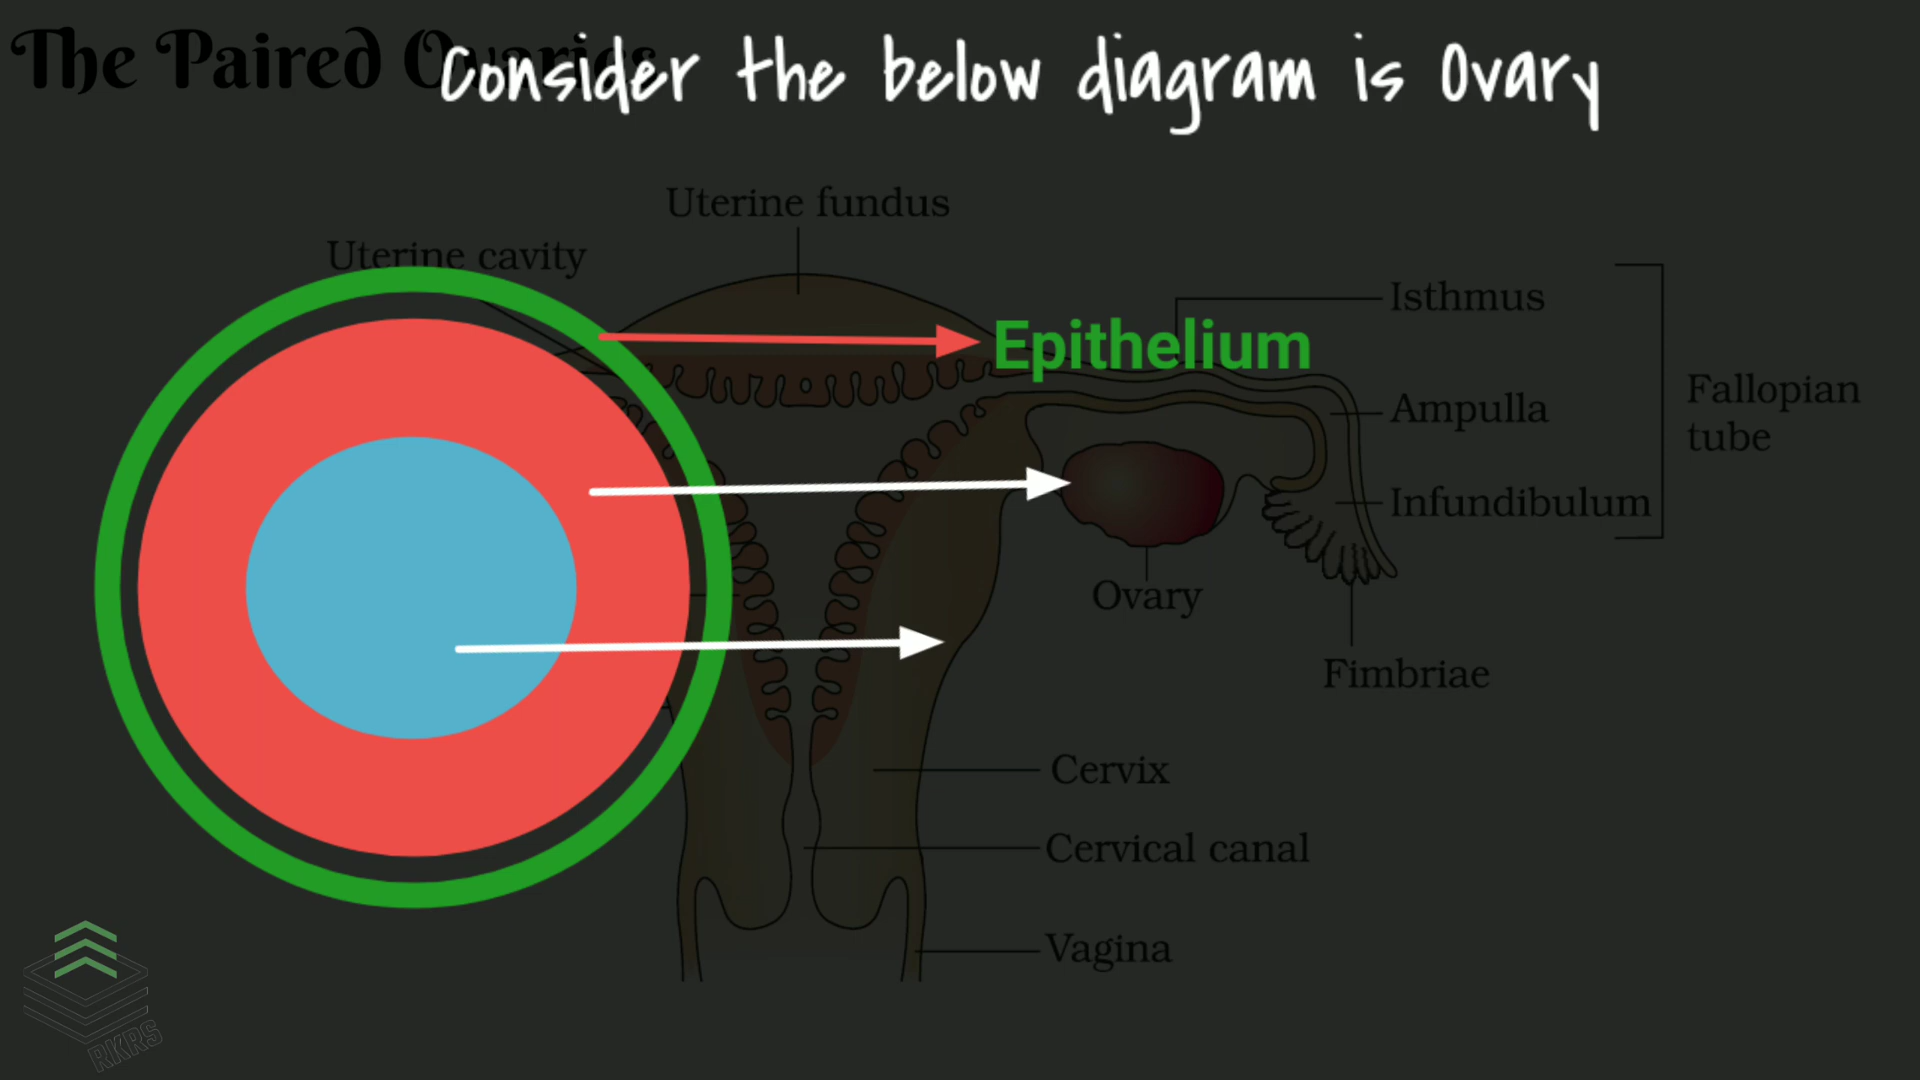 The Paired Ovaries
Consider the below diagram is Ovary
Uterine fundus
Uterine cavity
Isthmus
Epithelium
Ampulla
Fallopian
tube
Infundibulum
Ovary
Fimbriae
Cervix
Cervical canal
Vagina
RKRS